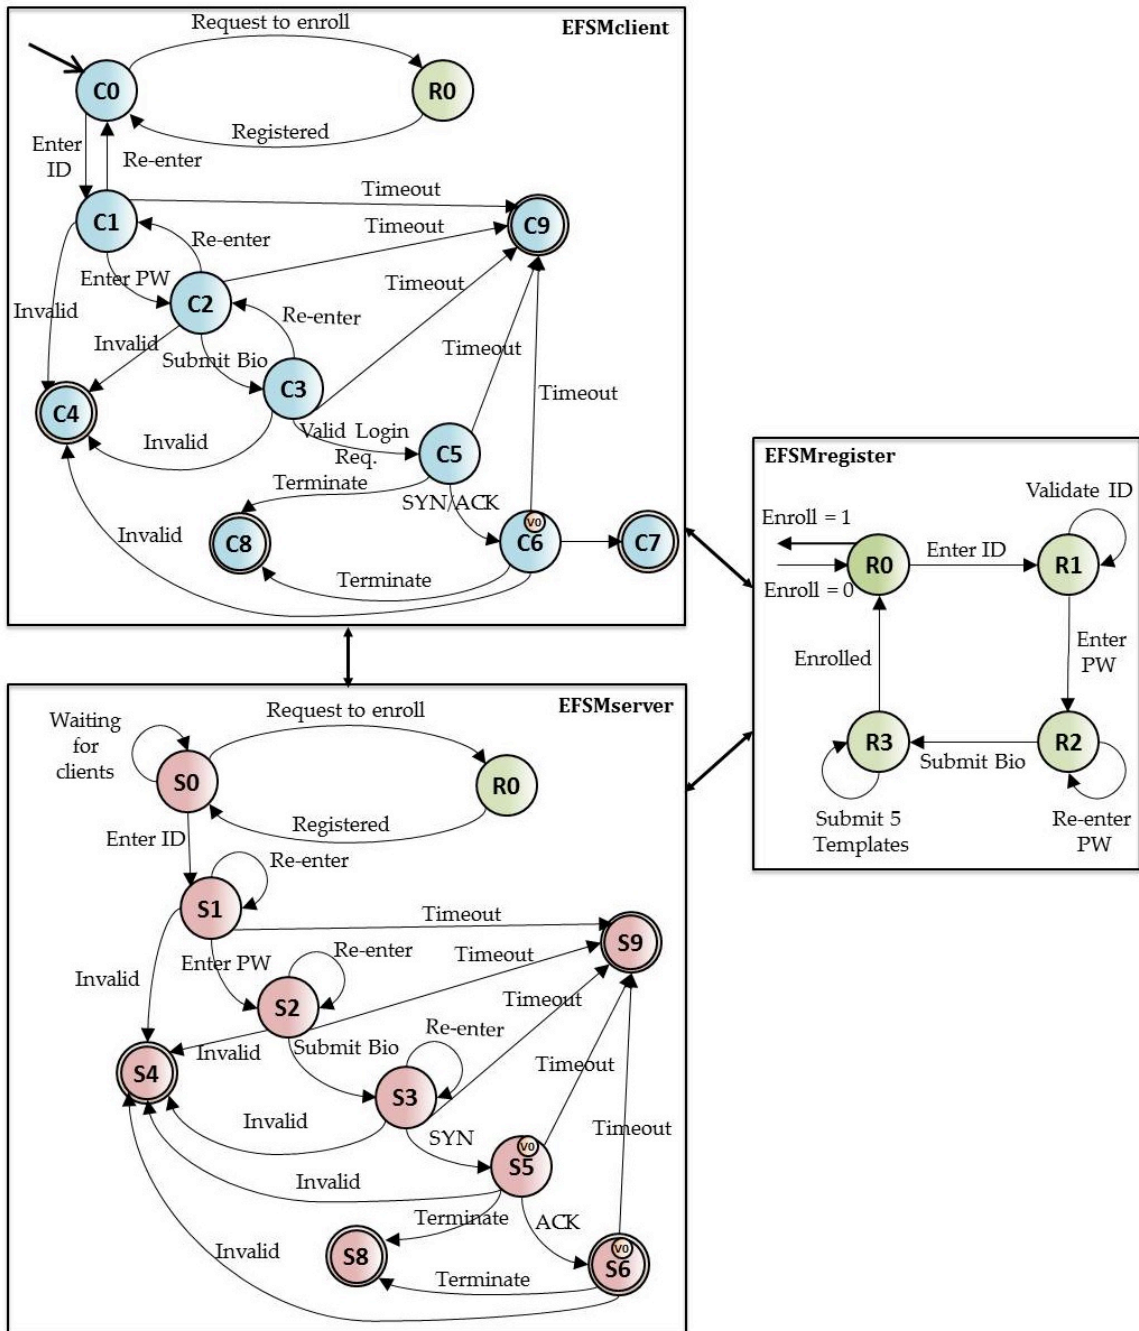 EFSMclient
Request to enroll
C0
R0
Registered
Enter
ID
Re-enter
Timeout
C1
C9
Timeout
Re-enter
Enter PW
Timeout
C2
Invalid
Re-enter
Invalid
Submit Bio
Timeout
C3
Timeout
C4
Invalid
Valid Login
Req.
C5
Terminate
SYN/ACK
V0
Invalid
C8
C6
C7
Terminate
EFSMregister
Validate ID
Enroll = 1
Enter ID
R0
R1
Enroll = 0
Enter
PW
Enrolled
R3
R2
Submit Bio
Submit 5
Templates
Re-enter
PW
EFSMserver
Waiting
for
clients
Request to enroll
S0
R0
Registered
Enter ID
Re-enter
S1
Timeout
S9
Re-enter
Timeout
Enter PW
Invalid
Timeout
S2
Re-enter
Invalid
Submit Bio
Timeout
S4
S3
Invalid
SYN
Timeout
V0
S5
Invalid
Terminate
ACK
V0
Invalid
S8
S6
Terminate